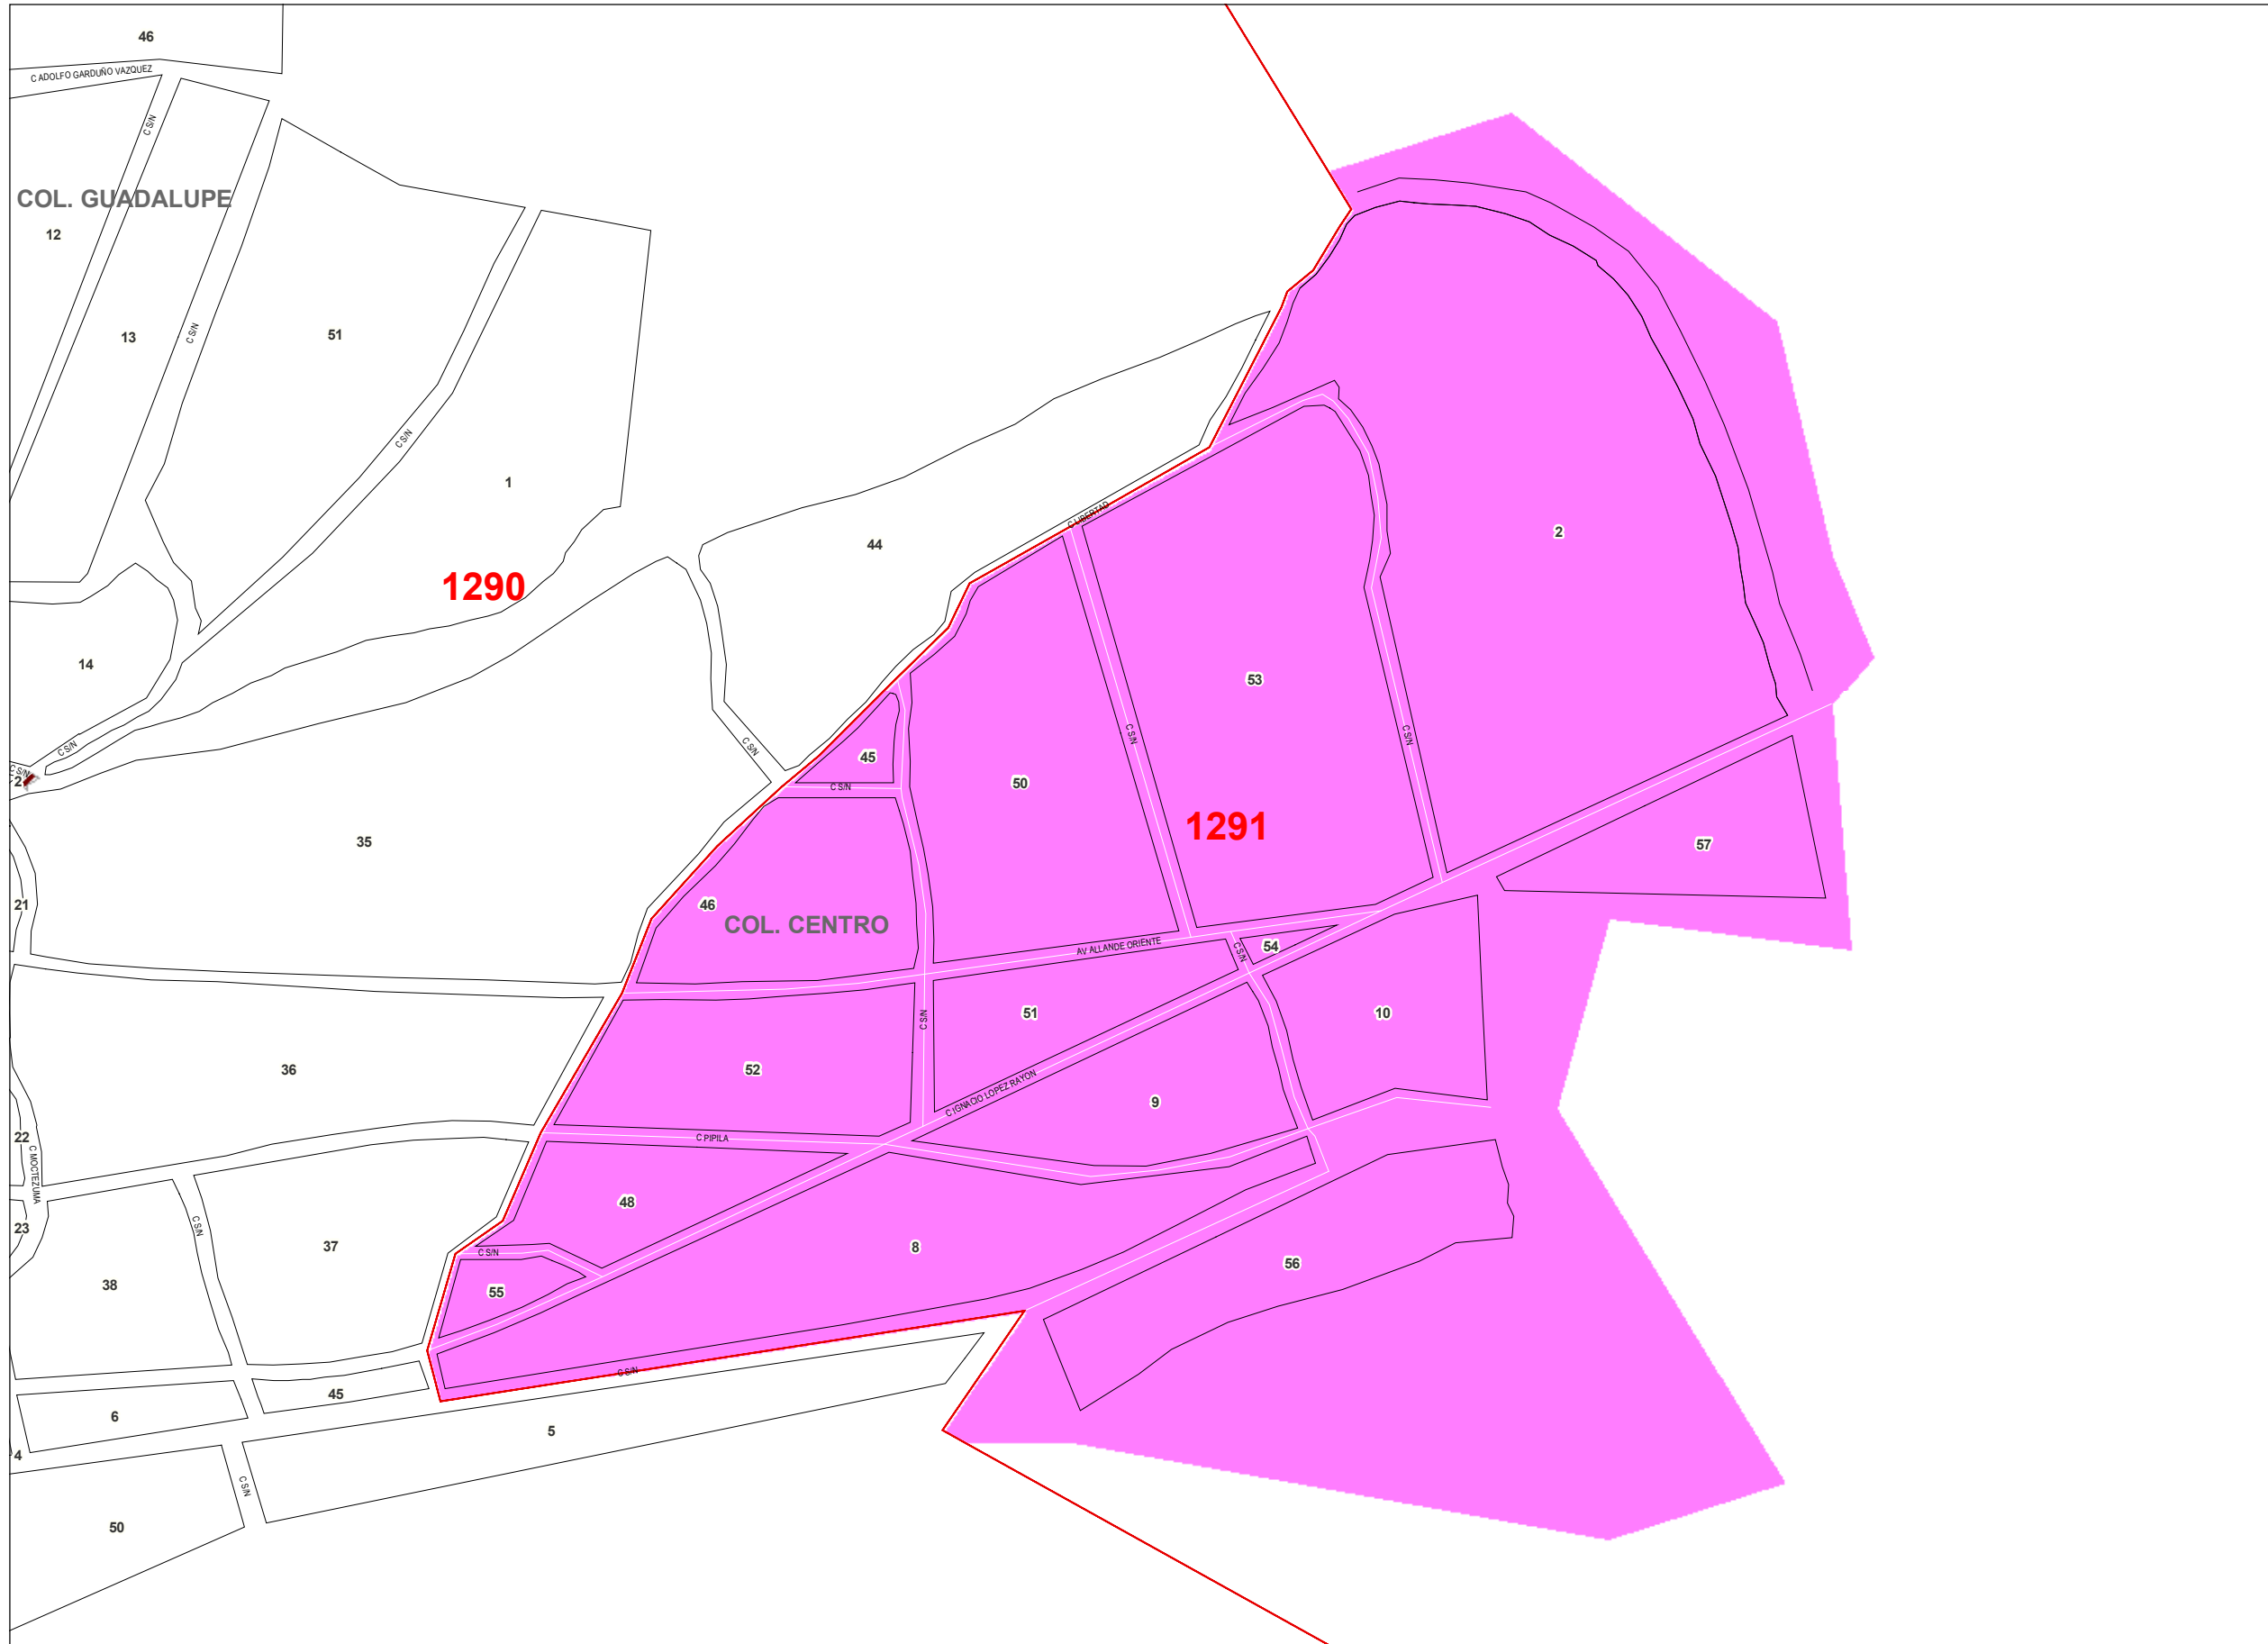 46
C ADOLFO GARDUÑO VAZQUEZ
C S/N
COL. GUADALUPE
12
13
C S/N
51
C S/N
1
44
C LIBERTAD
2
1290
14
53
C S/N
C S/N
C S/N
C S/N
C S/N
2
45
C S/N
50
C S/N
1291
35
57
21
46
COL. CENTRO
AV ALLANDE ORIENTE
C S/N
54
C S/N
51
10
36
52
C IGNACIO LOPEZ RAYON
9
22
C PIPILA
C MOCTEZUMA
48
23
C S/N
37
C S/N
8
56
38
55
C S/N
45
6
5
4
C S/N
50